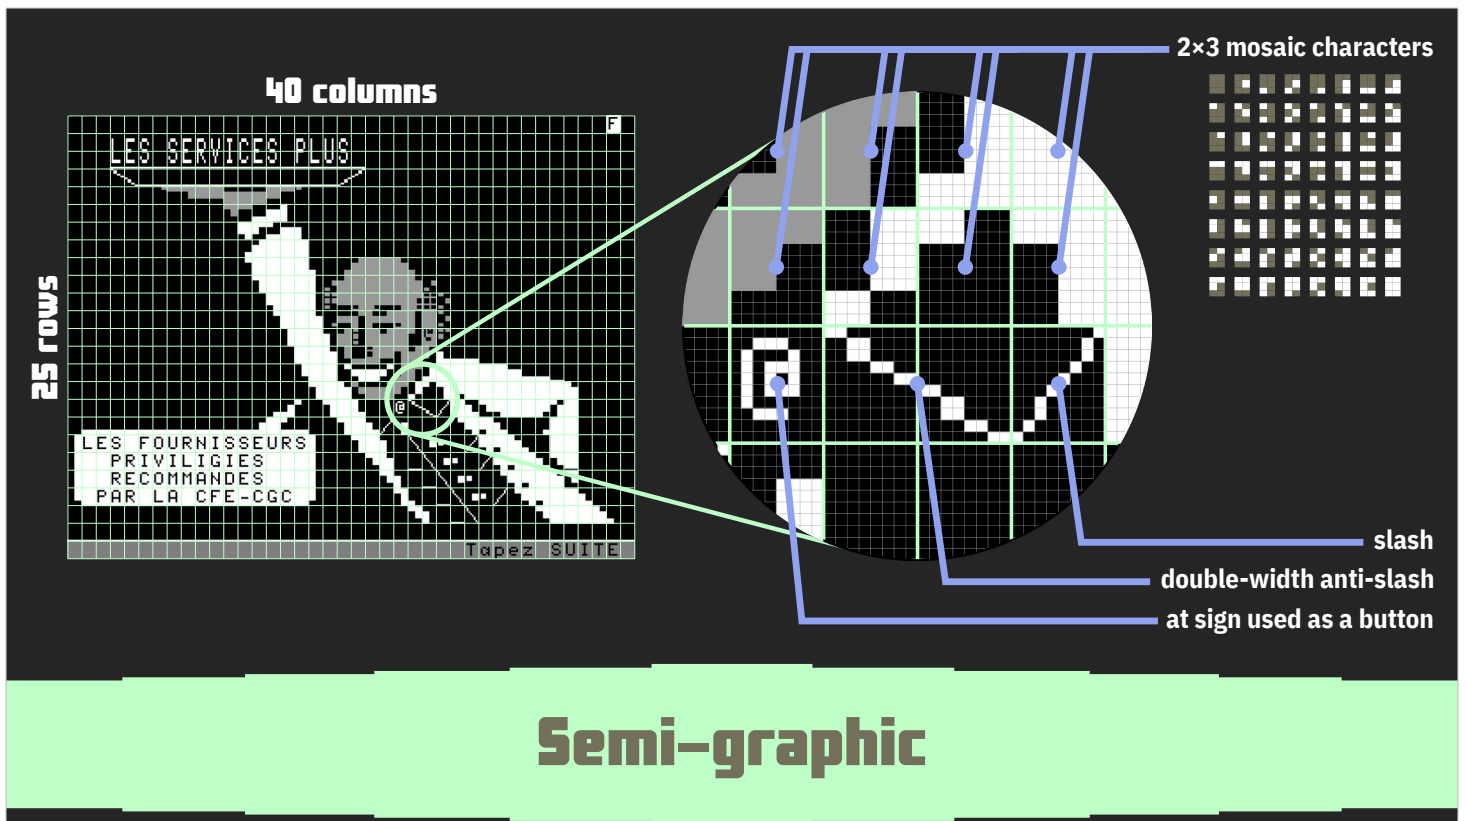 2×3 mosaic characters
40 columns
25 rows
F
LES SERVICES PLUS
@
LES FOURNISSEURS
PRIVILIGIES
RECOMMANDES
PAR LA CFE-CGC
Tapez SUITE
@
slash
double-width anti-slash
at sign used as a button
Semi-graphic